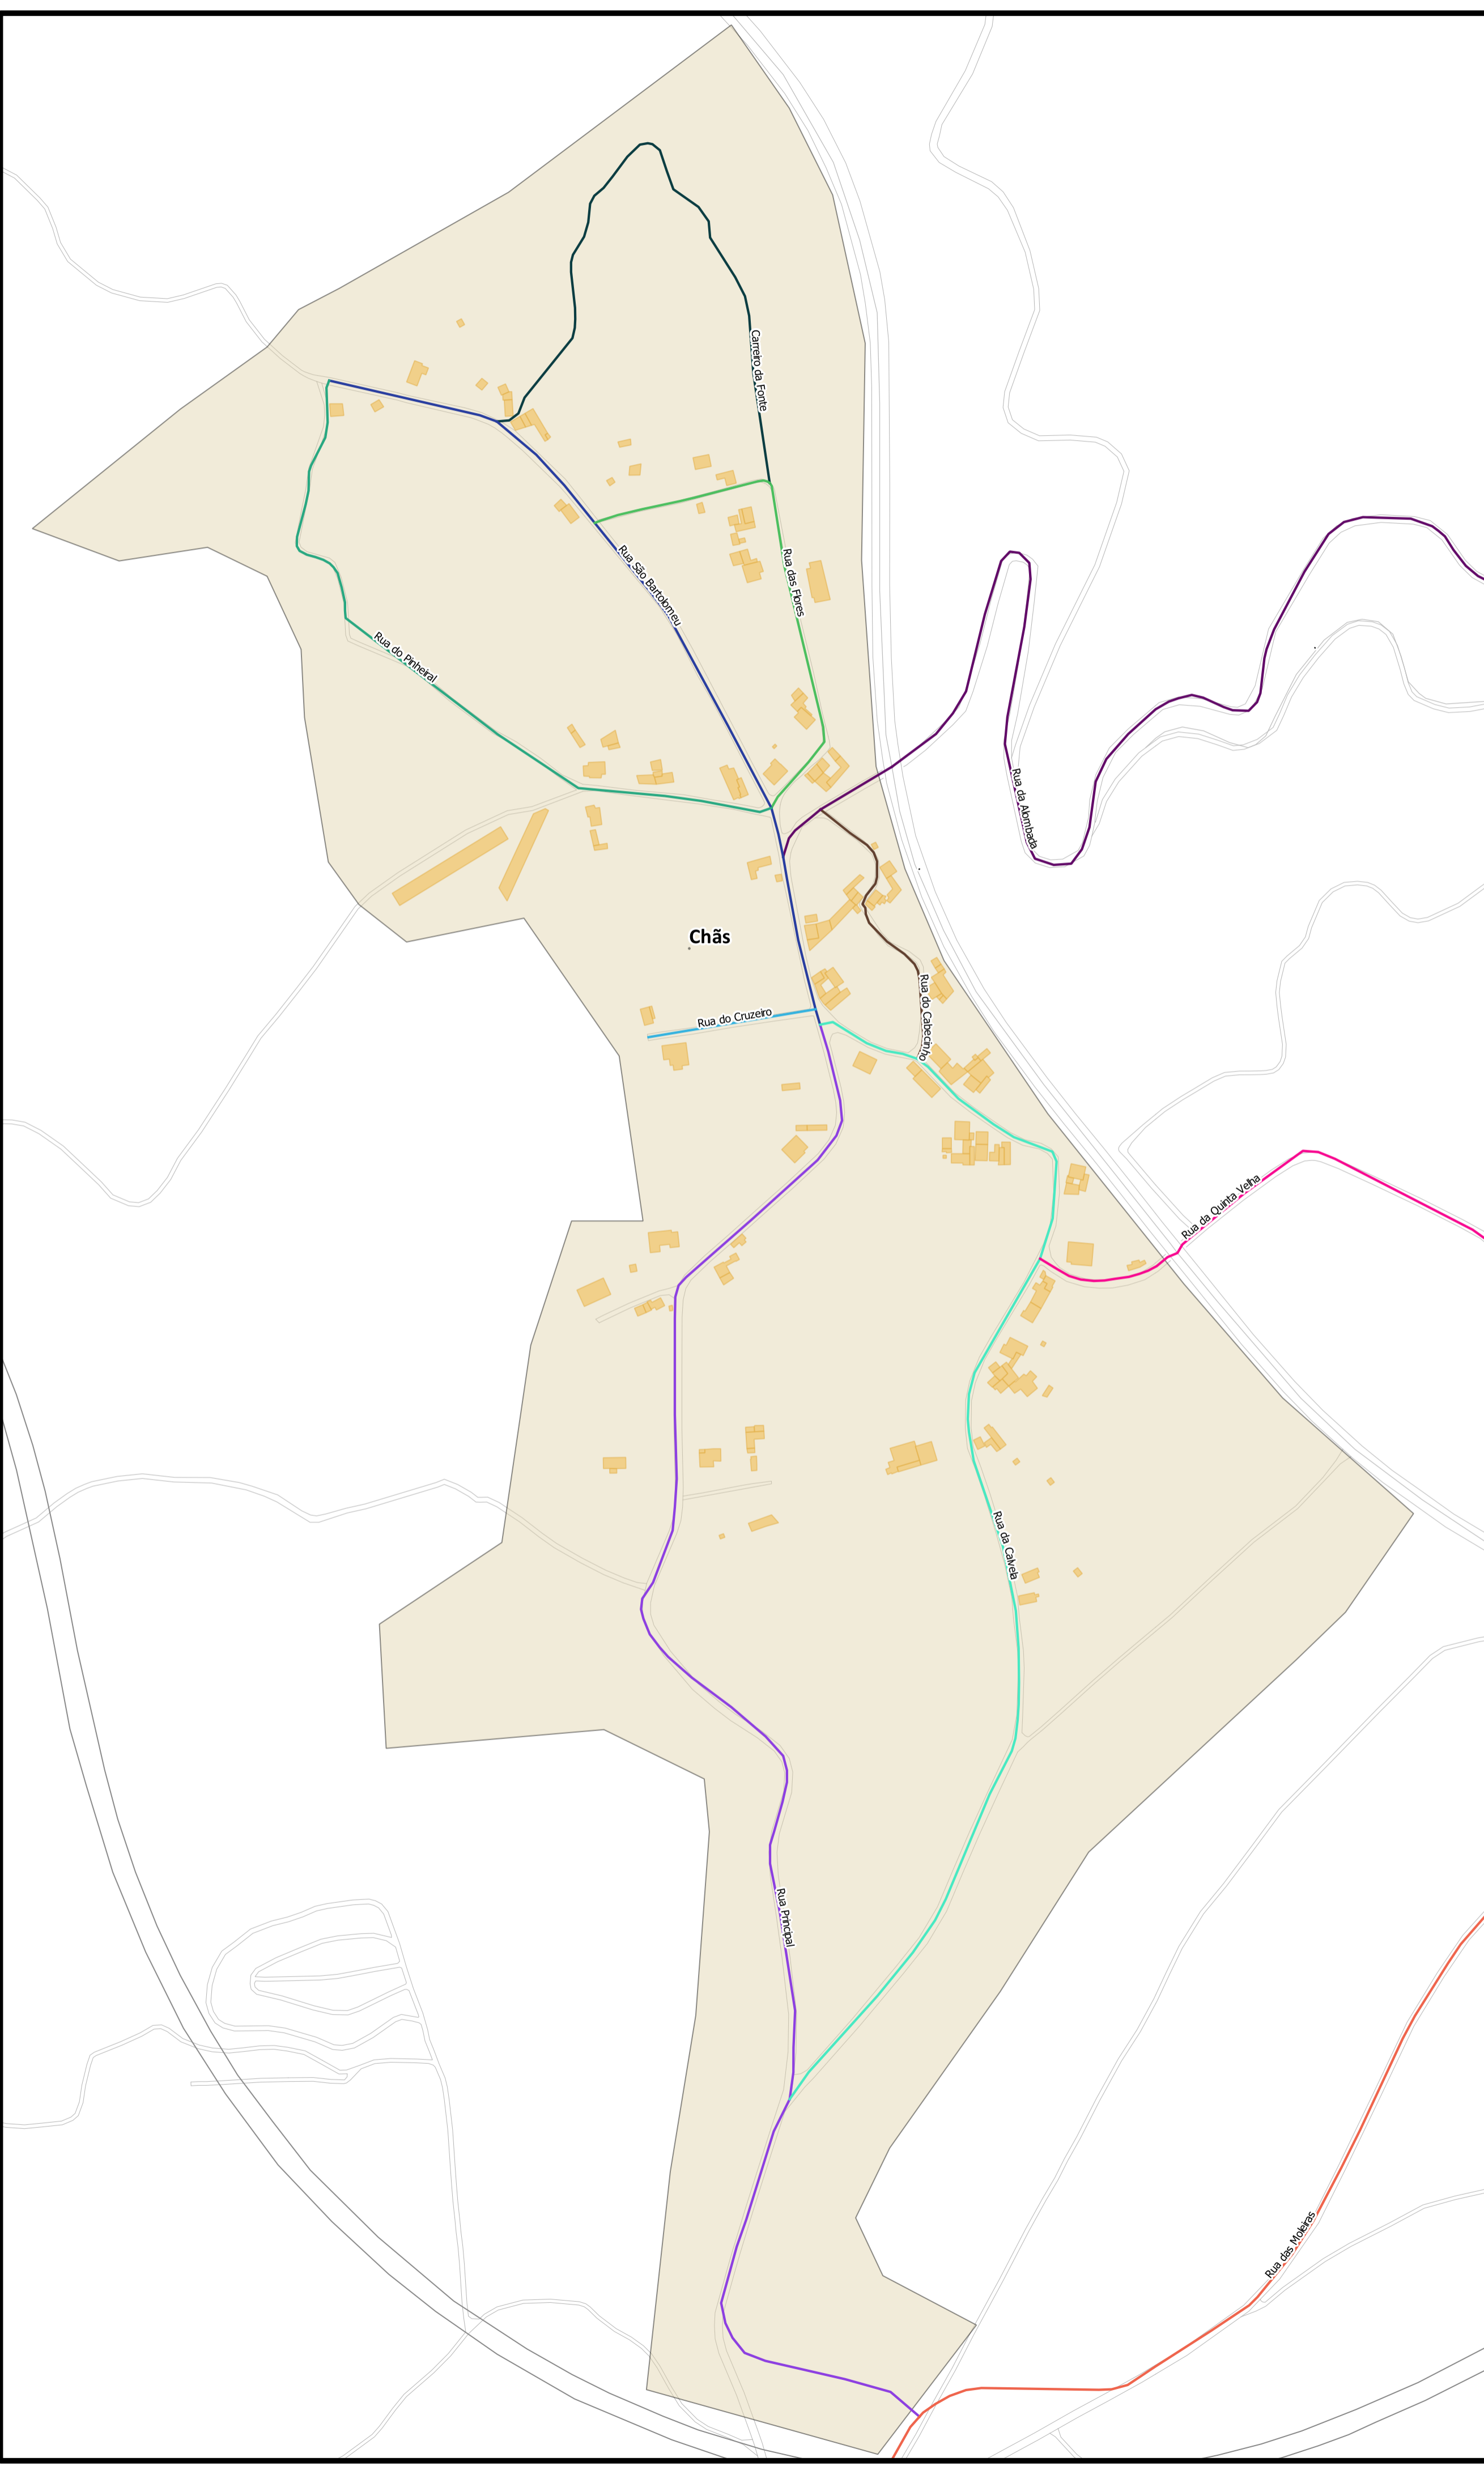 Carreiro da Fonte
Rua São Bartolomeu
Rua das Flores
Rua do Pinheiral
Rua da Alombada
Chãs
Rua do Cruzeiro
Rua do Cabecinho
Rua da Quinta Velha
Rua da Calvela
Rua Principal
Rua das Moleiras